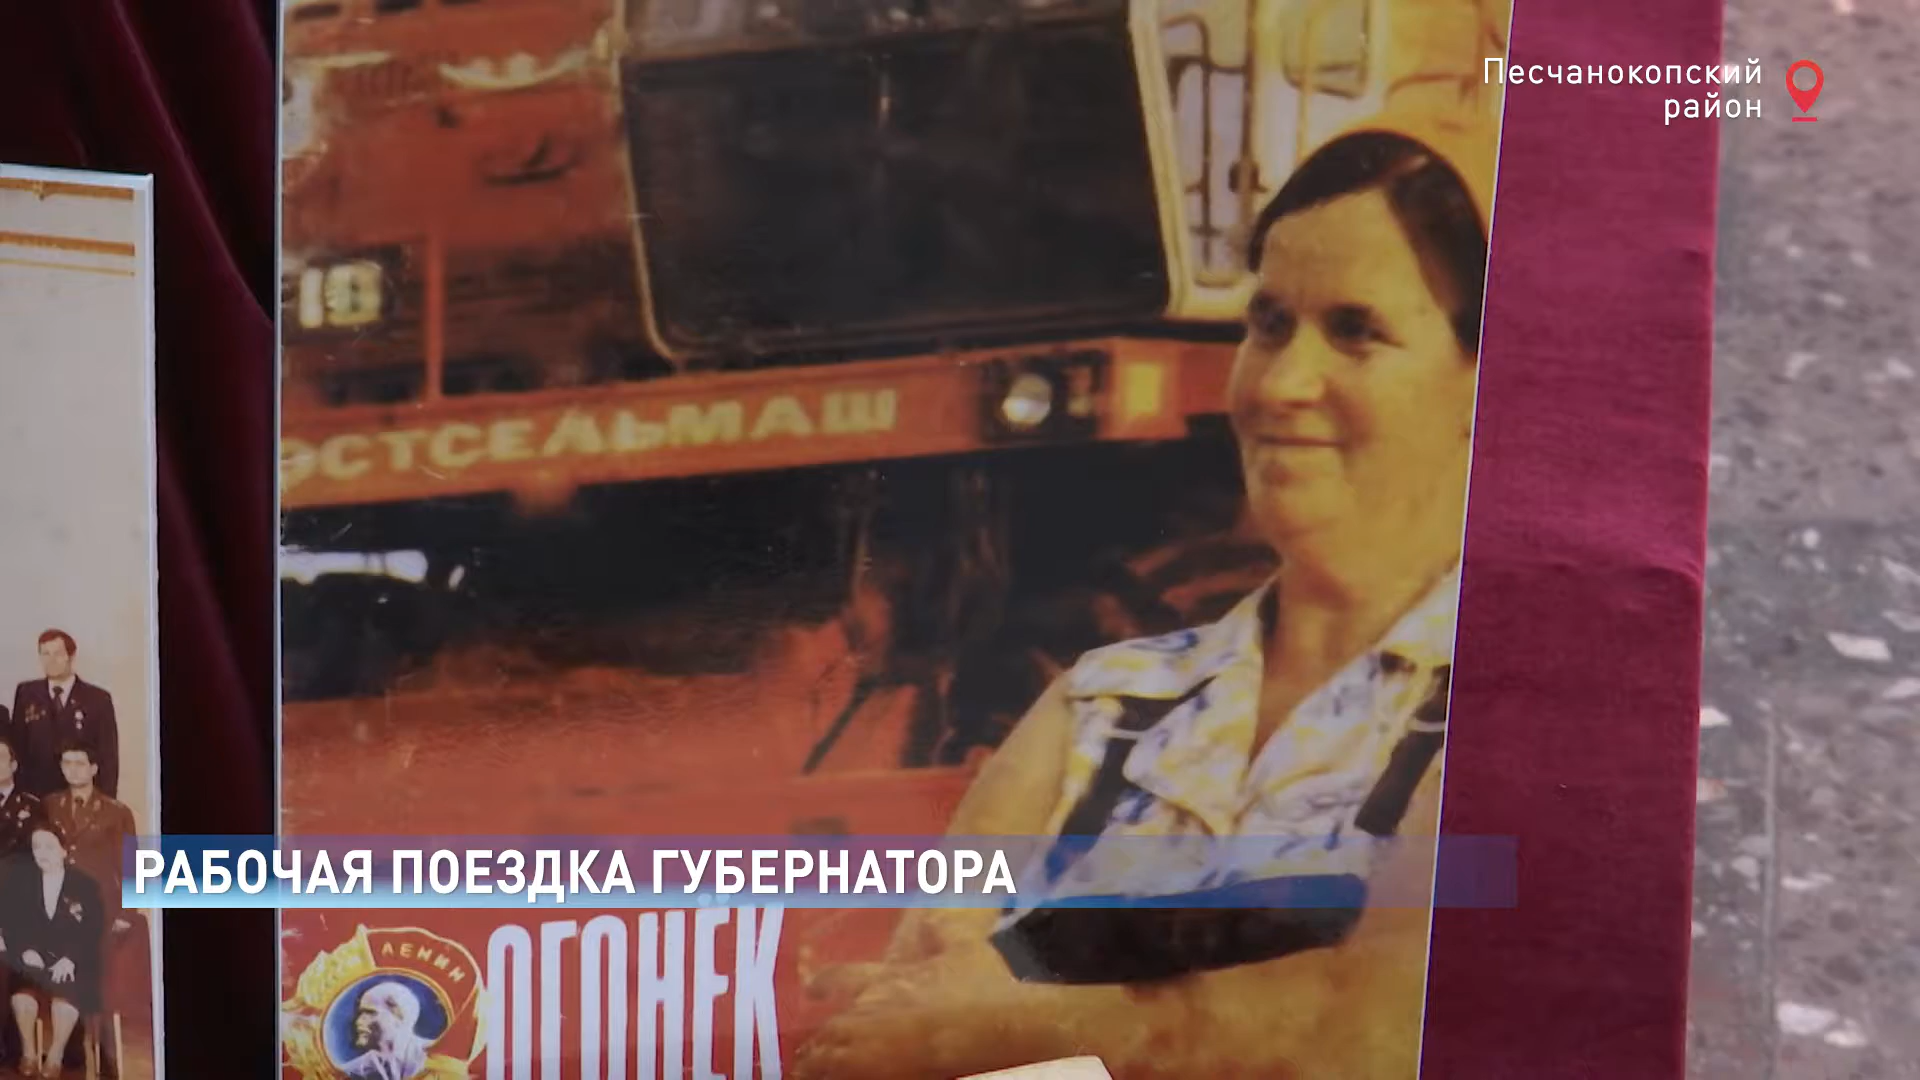 Песчанокопский
район
19
ОСТСЕЛЬМАШ
РАБОЧАЯ ПОЕЗДКА ГУБЕРНАТОРА
ЛЕНИН
ОГОНЁК